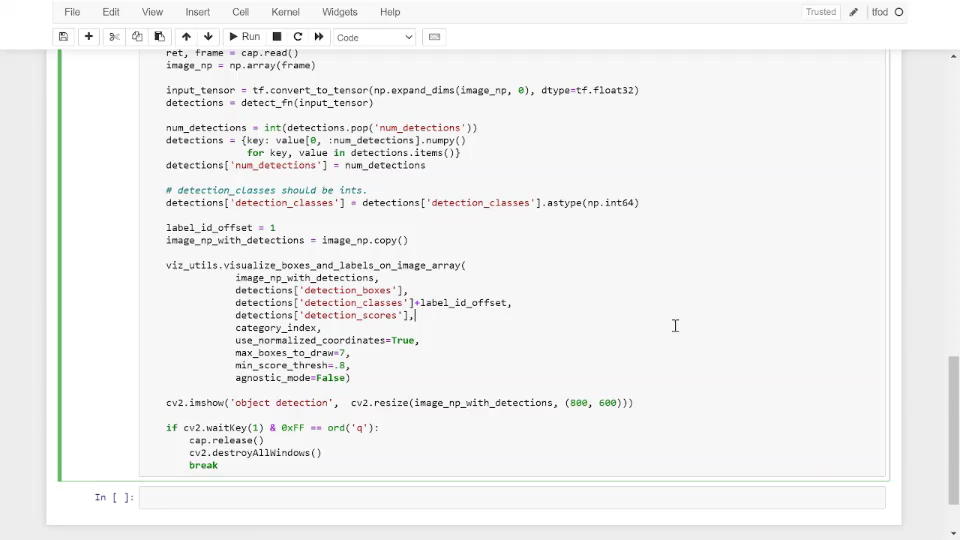 File Edit View Insert Cell Kernel Widgets Help Trusted tfod
Run Code
ret, frame = cap.read()
image_np = np.array(frame)
input_tensor = tf.convert_to_tensor(np.expand_dims(image_np, 0), dtype=tf.float32)
detections = detect_fn(input_tensor)
num_detections = int(detections.pop('num_detections'))
detections = {key: value[0, :num_detections].numpy()
for key, value in detections.items()}
detections['num_detections'] = num_detections
# detection_classes should be ints.
detections['detection_classes'] = detections['detection_classes'].astype(np.int64)
label_id_offset = 1
image_np_with_detections = image_np.copy()
viz_utils.visualize_boxes_and_labels_on_image_array(
image_np_with_detections,
detections['detection_boxes'],
detections['detection_classes']+label_id_offset,
detections['detection_scores'],
category_index,
use_normalized_coordinates=True,
max_boxes_to_draw=7,
min_score_thresh=.8,
agnostic_mode=False)
cv2.imshow('object detection', cv2.resize(image_np_with_detections, (800, 600)))
if cv2.waitKey(1) & 0xFF == ord('q'):
cap.release()
cv2.destroyAllWindows()
break
In [ ]: